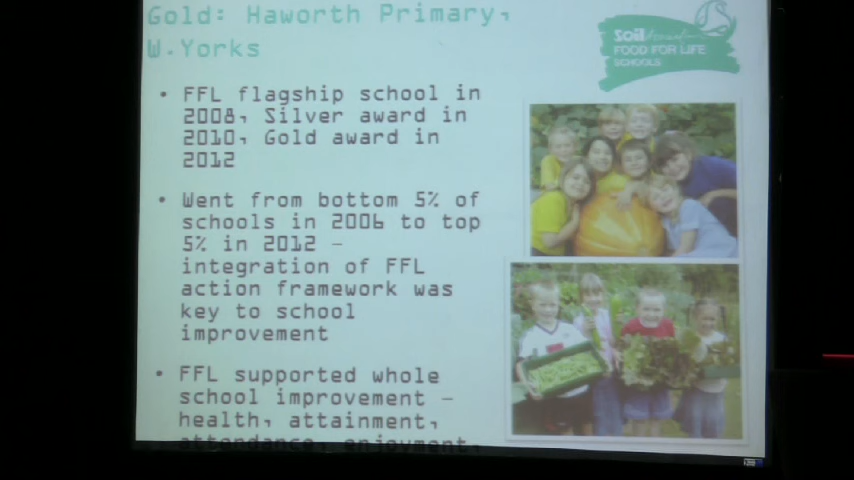 Gold: Haworth Primary,
W.Yorks
Soil Association
FOOD FOR LIFE
SCHOOLS
• FFL flagship school in
2008, Silver award in
2010, Gold award in
2012
• Went from bottom 5% of
schools in 2006 to top
5% in 2012 –
integration of FFL
action framework was
key to school
improvement
• FFL supported whole
school improvement –
health, attainment,
attendance, enjoyment,